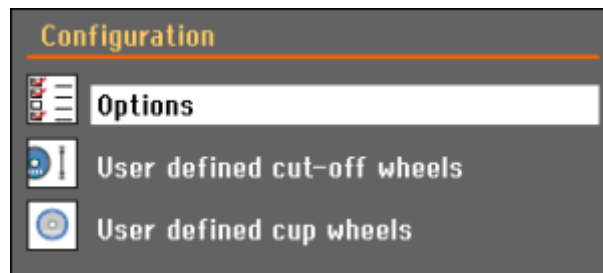 Configuration
Options
User defined cut-off wheels
User defined cup wheels